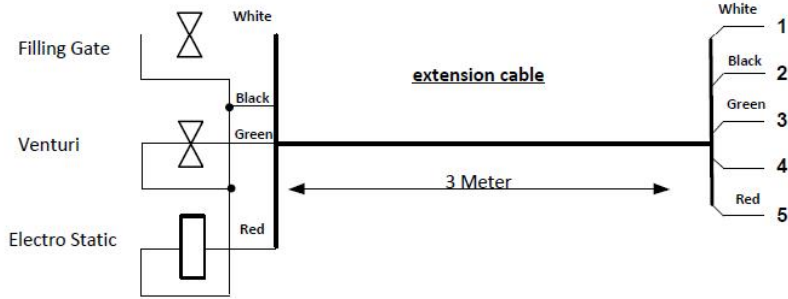 White
White
1
Filling Gate
extension cable
Black
2
Black
Green
3
Venturi
Green
4
3 Meter
Red
5
Electro Static
Red